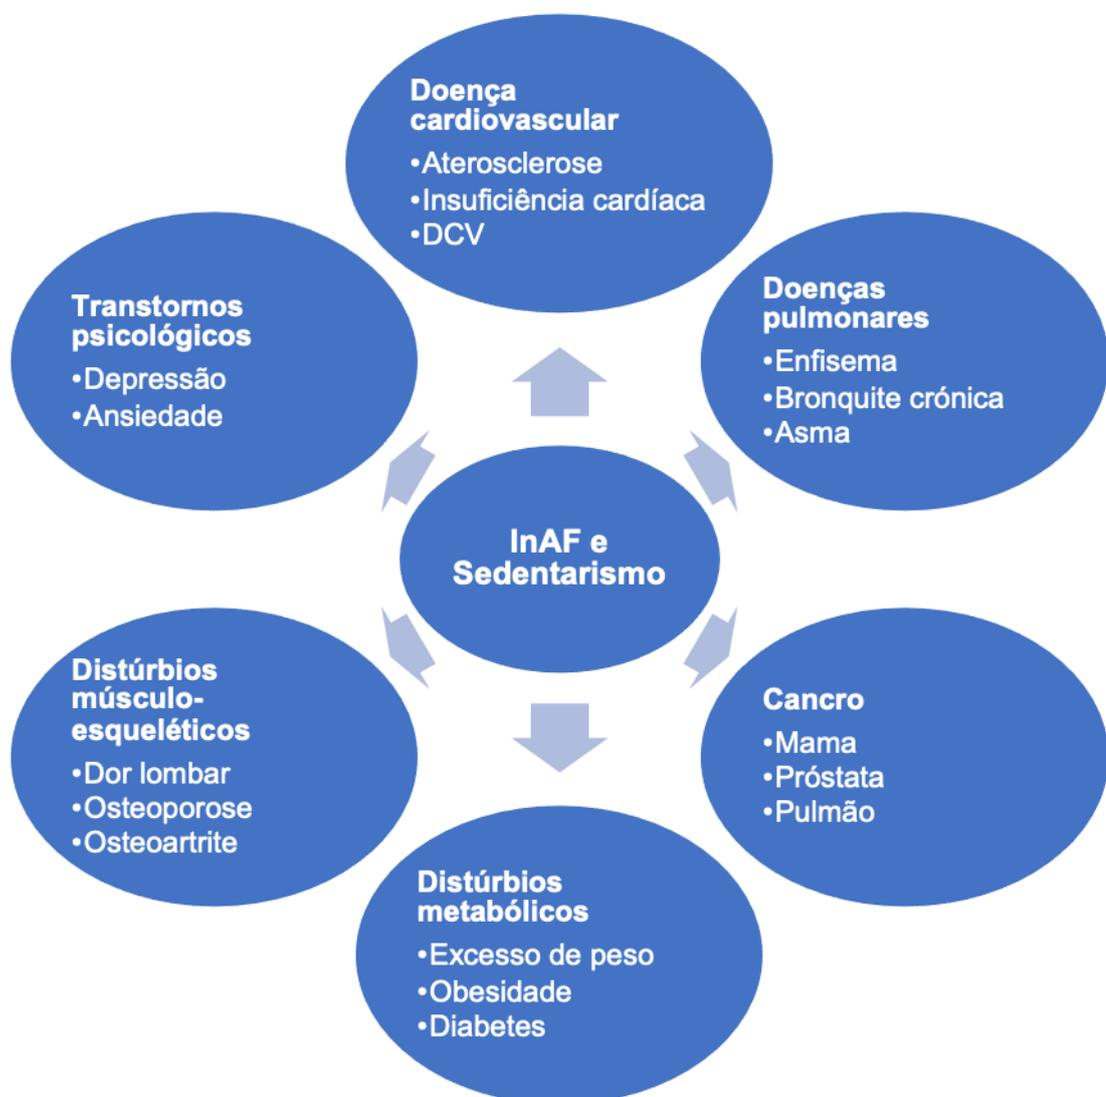 Doença
cardiovascular
•Aterosclerose
•Insuficiência cardíaca
•DCV
Transtornos
psicológicos
•Depressão
•Ansiedade
Doenças
pulmonares
•Enfisema
•Bronquite crónica
•Asma
InAF e
Sedentarismo
Distúrbios
músculo-
esqueléticos
•Dor lombar
•Osteoporose
•Osteoartrite
Cancro
•Mama
•Próstata
•Pulmão
Distúrbios
metabólicos
•Excesso de peso
•Obesidade
•Diabetes